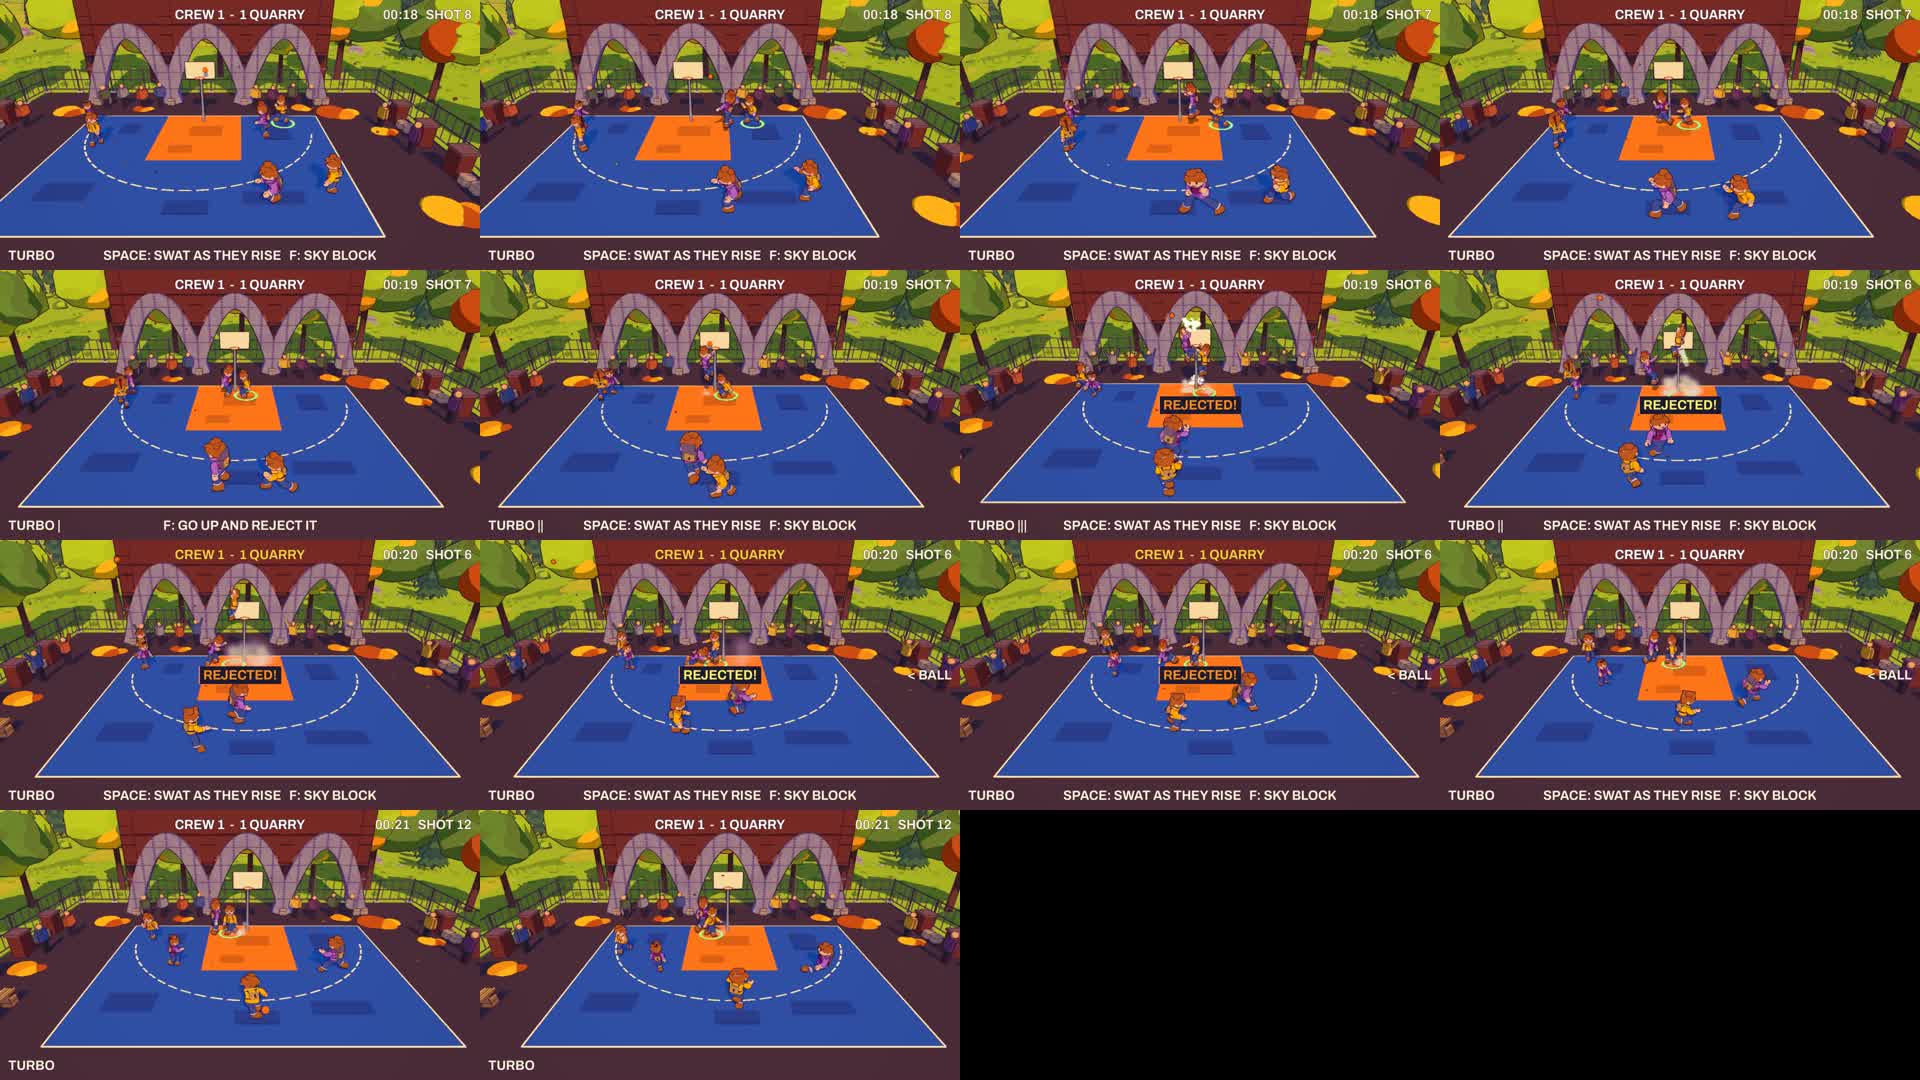 CREW 1 - 1 QUARRY
00:18 SHOT 8
TURBO
SPACE: SWAT AS THEY RISE F: SKY BLOCK
CREW 1 - 1 QUARRY
00:18 SHOT 8
TURBO
SPACE: SWAT AS THEY RISE F: SKY BLOCK
CREW 1 - 1 QUARRY
00:18 SHOT 7
TURBO
SPACE: SWAT AS THEY RISE F: SKY BLOCK
CREW 1 - 1 QUARRY
00:18 SHOT 7
TURBO
SPACE: SWAT AS THEY RISE F: SKY BLOCK
CREW 1 - 1 QUARRY
00:19 SHOT 7
TURBO |
F: GO UP AND REJECT IT
CREW 1 - 1 QUARRY
00:19 SHOT 7
TURBO ||
SPACE: SWAT AS THEY RISE F: SKY BLOCK
CREW 1 - 1 QUARRY
00:19 SHOT 6
REJECTED!
TURBO |||
SPACE: SWAT AS THEY RISE F: SKY BLOCK
CREW 1 - 1 QUARRY
00:19 SHOT 6
REJECTED!
TURBO ||
SPACE: SWAT AS THEY RISE F: SKY BLOCK
CREW 1 - 1 QUARRY
00:20 SHOT 6
REJECTED!
TURBO
SPACE: SWAT AS THEY RISE F: SKY BLOCK
CREW 1 - 1 QUARRY
00:20 SHOT 6
REJECTED!
< BALL
TURBO
SPACE: SWAT AS THEY RISE F: SKY BLOCK
CREW 1 - 1 QUARRY
00:20 SHOT 6
REJECTED!
< BALL
TURBO
SPACE: SWAT AS THEY RISE F: SKY BLOCK
CREW 1 - 1 QUARRY
00:20 SHOT 6
< BALL
TURBO
SPACE: SWAT AS THEY RISE F: SKY BLOCK
CREW 1 - 1 QUARRY
00:21 SHOT 12
TURBO
CREW 1 - 1 QUARRY
00:21 SHOT 12
TURBO